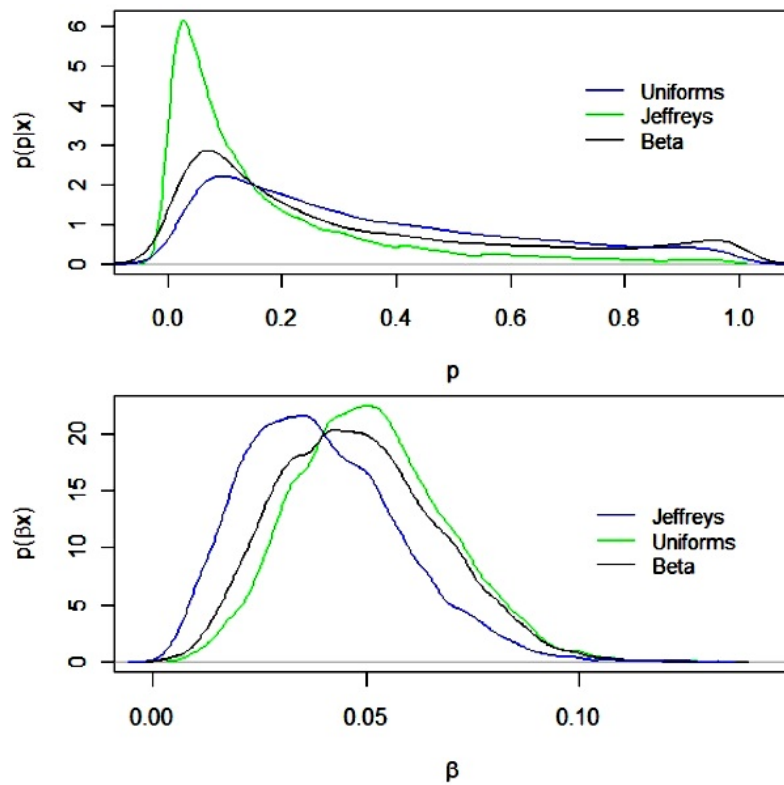 p(p|x)
6
5
4
3
2
1
0
Uniforms
Jeffreys
Beta
0.0 0.2 0.4 0.6 0.8 1.0
p
p(βx)
20
15
10
5
0
Jeffreys
Uniforms
Beta
0.00 0.05 0.10
β